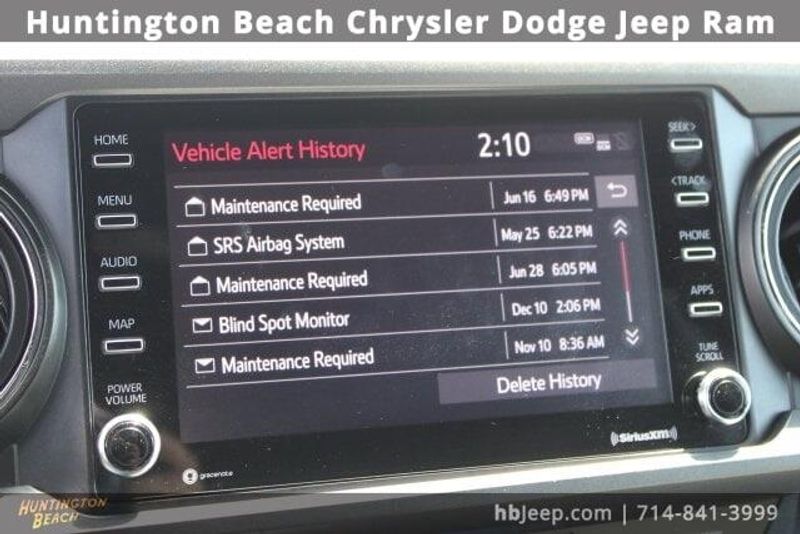 Huntington Beach Chrysler Dodge Jeep Ram
HOME
MENU
AUDIO
MAP
POWER
VOLUME
Vehicle Alert History
2:10
DCM
Maintenance Required Jun 16 6:49 PM
SRS Airbag System May 25 6:22 PM
Maintenance Required Jun 28 6:05 PM
Blind Spot Monitor Dec 10 2:06 PM
Maintenance Required Nov 10 8:36 AM
Delete History
SEEK>
<TRACK
PHONE
APPS
TUNE
SCROLL
gracenote
((SiriusXM))
HUNTINGTON
BEACH
hbjeep.com | 714-841-3999